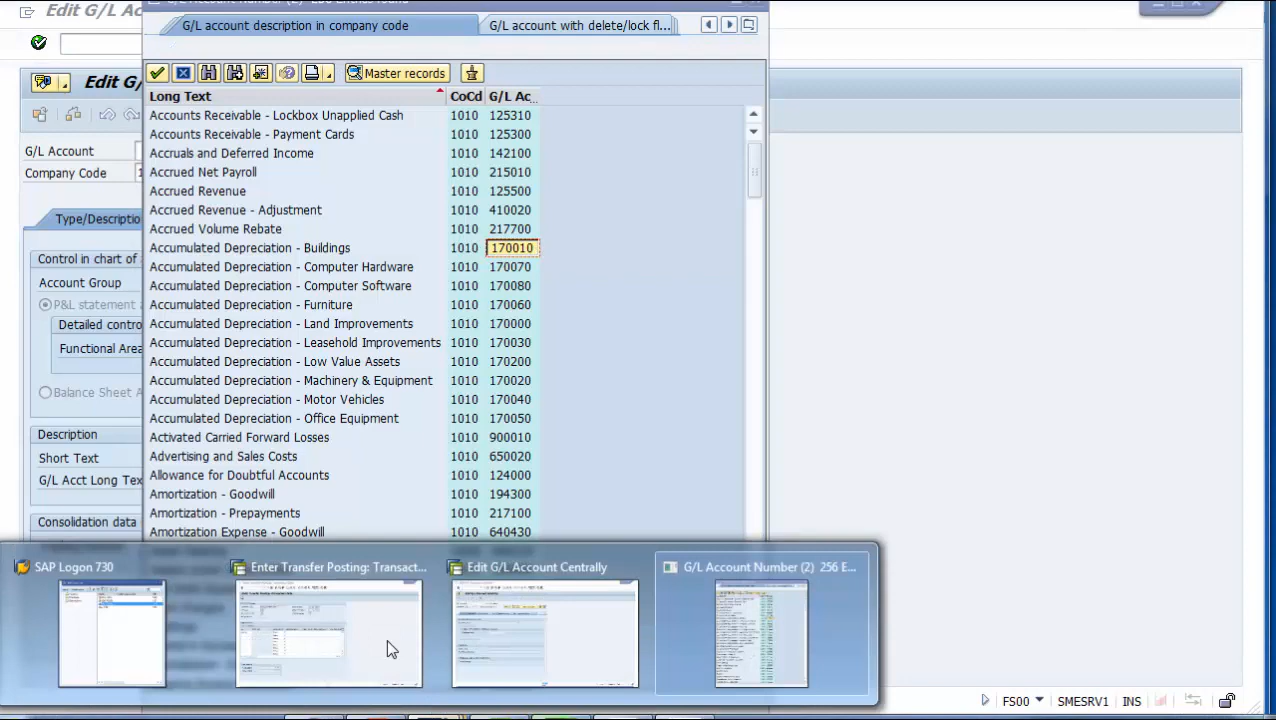 Edit G/L Ac
G/L account description in company code
G/L account with delete/lock fl...
Edit G/
Master records
Long Text CoCd G/L Ac...
Accounts Receivable - Lockbox Unapplied Cash 1010 125310
Accounts Receivable - Payment Cards 1010 125300
G/L Account
Accruals and Deferred Income 1010 142100
Company Code 1
Accrued Net Payroll 1010 215010
Accrued Revenue 1010 125500
Accrued Revenue - Adjustment 1010 410020
Type/Description
Accrued Volume Rebate 1010 217700
Accumulated Depreciation - Buildings 1010 170010
Control in chart of
Accumulated Depreciation - Computer Hardware 1010 170070
Account Group
Accumulated Depreciation - Computer Software 1010 170080
P&L statement
Accumulated Depreciation - Furniture 1010 170060
Detailed contro
Accumulated Depreciation - Land Improvements 1010 170000
Functional Area
Accumulated Depreciation - Leasehold Improvements 1010 170030
Accumulated Depreciation - Low Value Assets 1010 170200
Accumulated Depreciation - Machinery & Equipment 1010 170020
Balance Sheet A
Accumulated Depreciation - Motor Vehicles 1010 170040
Accumulated Depreciation - Office Equipment 1010 170050
Description
Activated Carried Forward Losses 1010 900010
Short Text
Advertising and Sales Costs 1010 650020
G/L Acct Long Tex
Allowance for Doubtful Accounts 1010 124000
Amortization - Goodwill 1010 194300
Consolidation data
Amortization - Prepayments 1010 217100
Amortization Expense - Goodwill 1010 640430
SAP Logon 730
Enter Transfer Posting: Transact...
Edit G/L Account Centrally
G/L Account Number (2) 256 E...
FS00 SMESRV1 INS